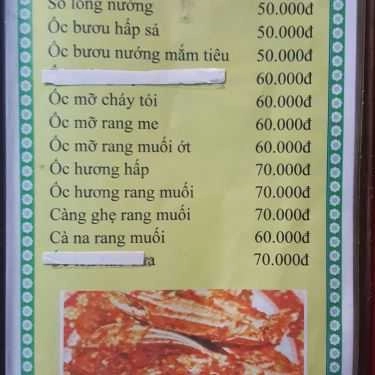 Sò lông nướng 50.000đ
Ốc bươu hấp sả 50.000đ
Ốc bươu nướng mắm tiêu 50.000đ
60.000đ
Ốc mỡ cháy tỏi 60.000đ
Ốc mỡ rang me 60.000đ
Ốc mỡ rang muối ớt 60.000đ
Ốc hương hấp 70.000đ
Ốc hương rang muối 70.000đ
Càng ghẹ rang muối 70.000đ
Cà na rang muối 60.000đ
70.000đ